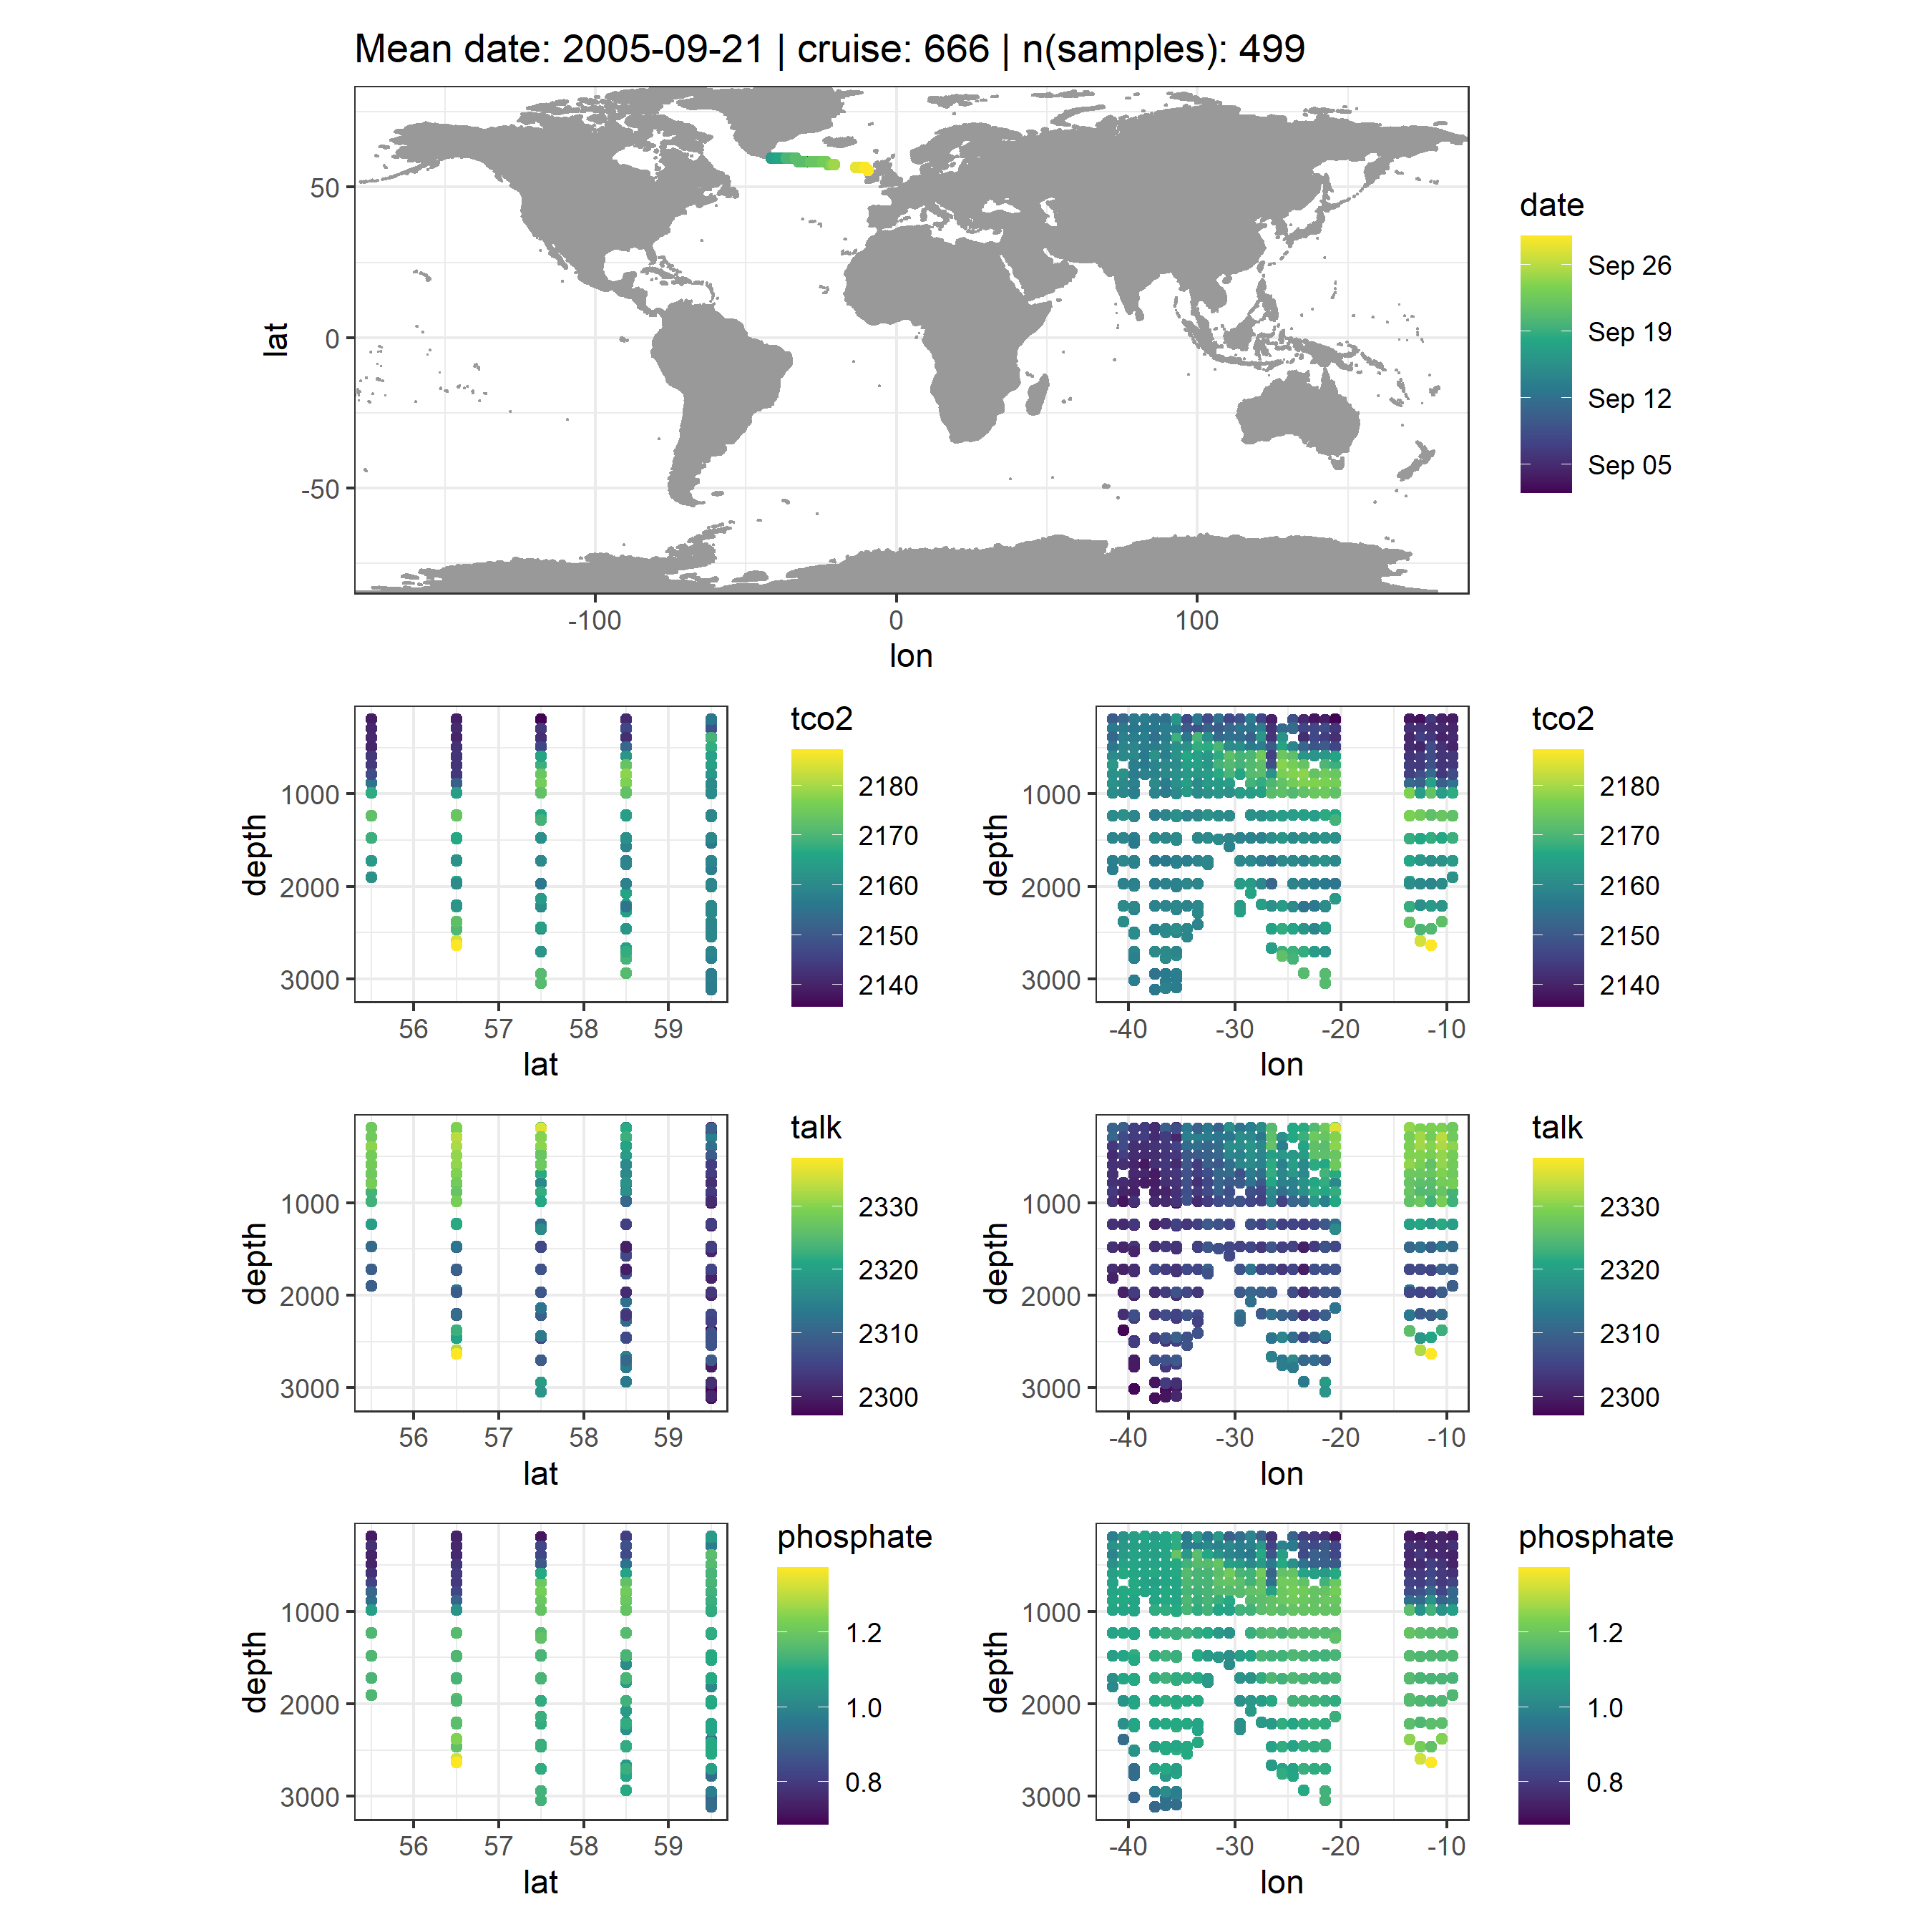 Mean date: 2005-09-21 | cruise: 666 | n(samples): 499
lat
50
0
-50
-100 0 100
lon
date
Sep 26
Sep 19
Sep 12
Sep 05
depth
1000
2000
3000
56 57 58 59
lat
tco2
2180
2170
2160
2150
2140
depth
1000
2000
3000
-40 -30 -20 -10
lon
tco2
2180
2170
2160
2150
2140
depth
1000
2000
3000
56 57 58 59
lat
talk
2330
2320
2310
2300
depth
1000
2000
3000
-40 -30 -20 -10
lon
talk
2330
2320
2310
2300
depth
1000
2000
3000
56 57 58 59
lat
phosphate
1.2
1.0
0.8
depth
1000
2000
3000
-40 -30 -20 -10
lon
phosphate
1.2
1.0
0.8